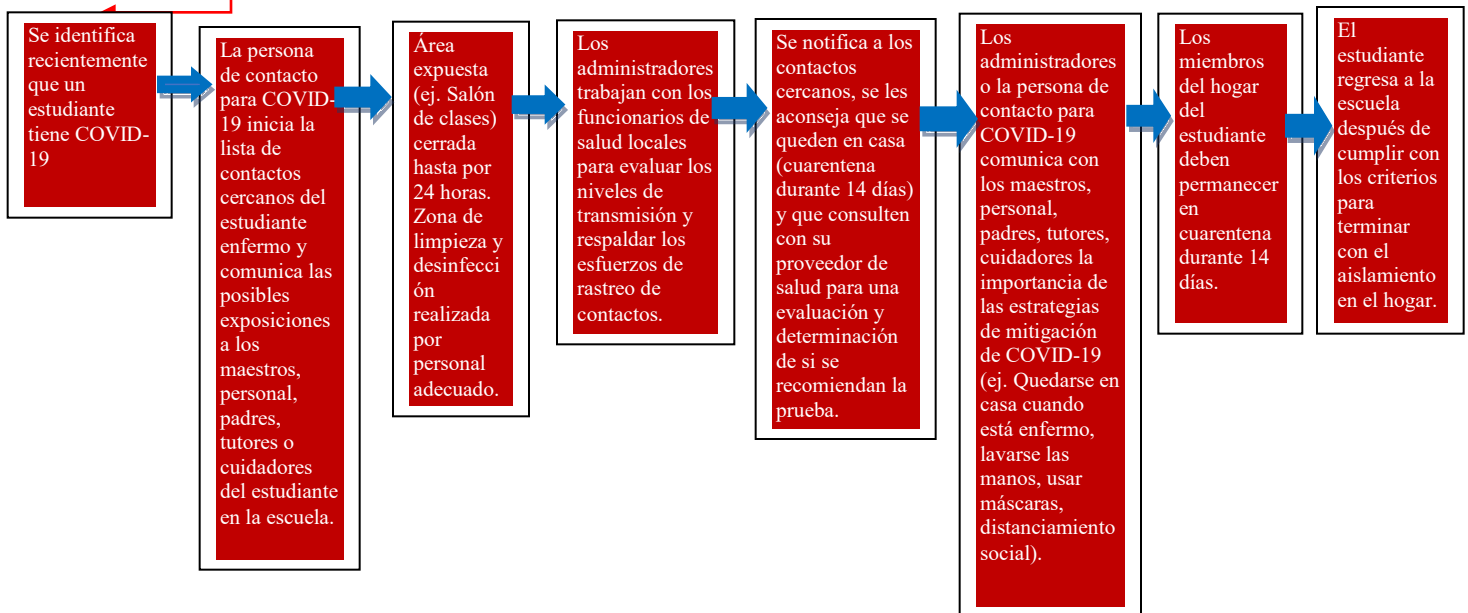 Se identifica
recientemente
que un
estudiante
tiene COVID-
19
La persona
de contacto
para COVID-
19 inicia la
lista de
contactos
cercanos del
estudiante
enfermo y
comunica las
posibles
exposiciones
a los
maestros,
personal,
padres,
tutores o
cuidadores
del estudiante
en la escuela.
Área
expuesta
(ej. Salón
de clases)
cerrada
hasta por
24 horas.
Zona de
limpieza y
desinfecci
ón
realizada
por
personal
adecuado.
Los
administradores
trabajan con los
funcionarios de
salud locales
para evaluar los
niveles de
transmisión y
respaldar los
esfuerzos de
rastreo de
contactos.
Se notifica a los
contactos
cercanos, se les
aconseja que se
queden en casa
(cuarentena
durante 14 días)
y que consulten
con su
proveedor de
salud para una
evaluación y
determinación
de si se
recomiendan la
prueba.
Los
administradores
o la persona de
contacto para
COVID-19
comunica con
los maestros,
personal,
padres, tutores,
cuidadores la
importancia de
las estrategias
de mitigación
de COVID-19
(ej. Quedarse en
casa cuando
está enfermo,
lavarse las
manos, usar
máscaras,
distanciamiento
social).
Los
miembros
del hogar
del
estudiante
deben
permanecer
en
cuarentena
durante 14
días.
El
estudiante
regresa a la
escuela
después de
cumplir con
los criterios
para
terminar
con el
aislamiento
en el hogar.